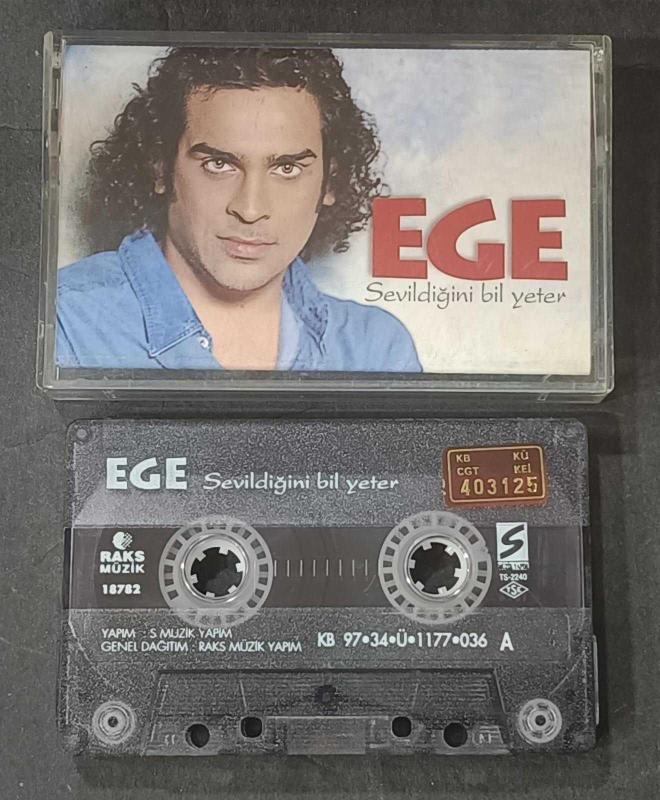 EGE
Sevildiğini bil yeter
EGE Sevildiğini bil yeter
KB KÜ
CGT KEİ
403125
RAKS
MÜZİK
18782
S
TS-2240
TSE
YAPIM : S MÜZİK YAPIM
GENEL DAĞITIM : RAKS MÜZİK YAPIM
KB 97•34•Ü•1177•036 A